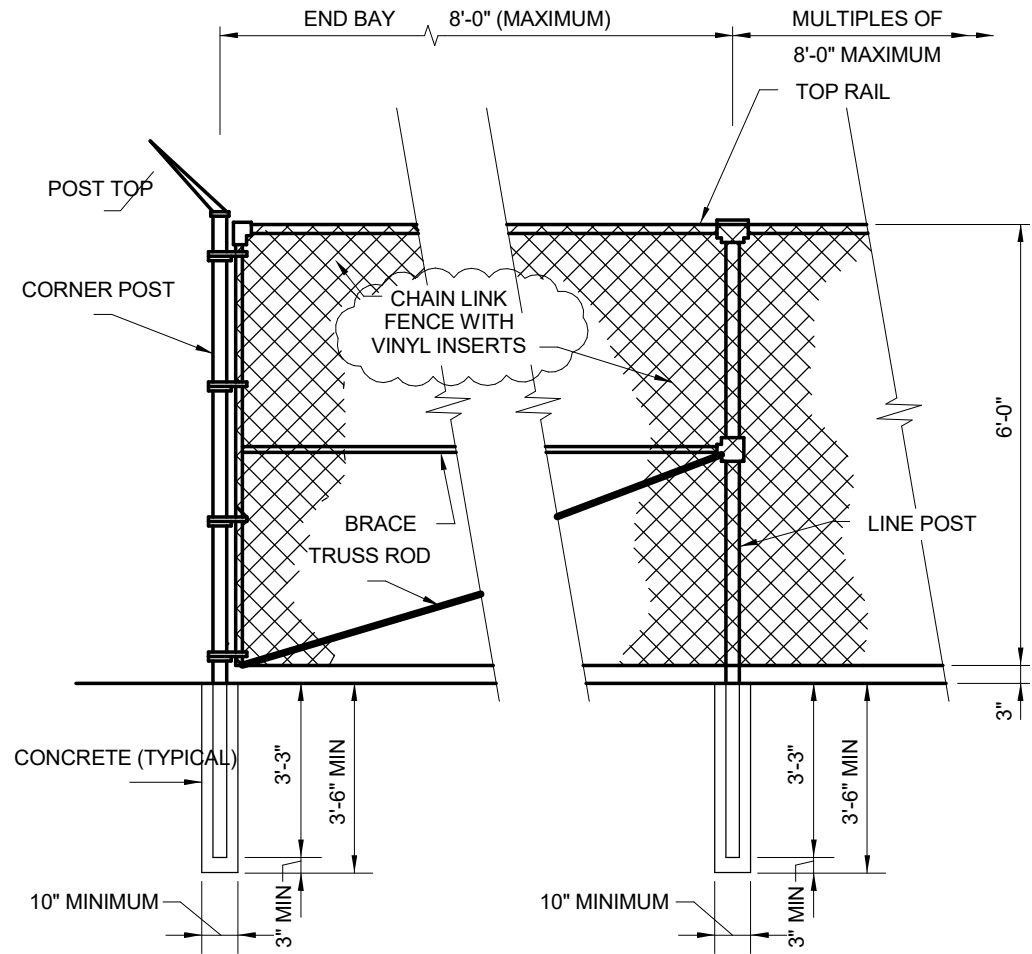 END BAY 8'-0" (MAXIMUM)
MULTIPLES OF
8'-0" MAXIMUM
TOP RAIL
POST TOP
CORNER POST
CHAIN LINK
FENCE WITH
VINYL INSERTS
6'-0"
BRACE
TRUSS ROD
LINE POST
3"
CONCRETE (TYPICAL)
3'-3"
3'-6" MIN
3'-3"
3'-6" MIN
10" MINIMUM
3" MIN
10" MINIMUM
3" MIN